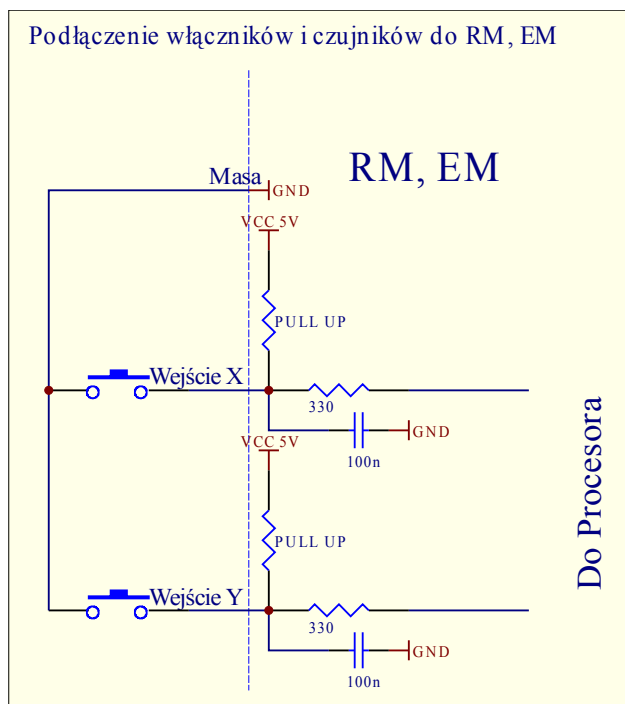 Podłączenie włączników i czujników do RM, EM
RM, EM
Masa
GND
VCC 5V
PULL UP
Wejście X
330
GND
100n
VCC 5V
PULL UP
Wejście Y
330
GND
100n
Do Procesora